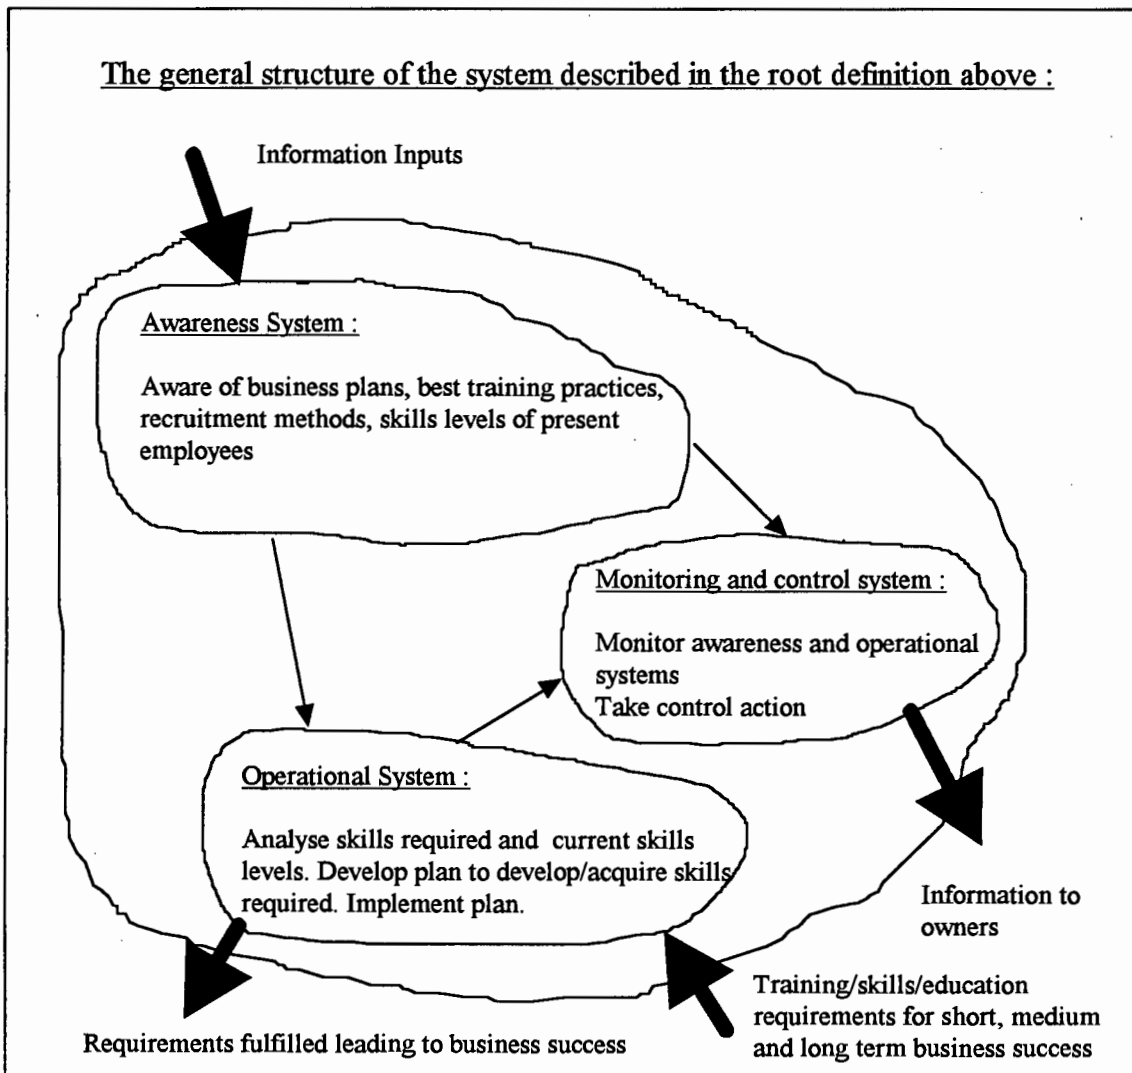 The general structure of the system described in the root definition above :
Information Inputs
Awareness System :
Aware of business plans, best training practices,
recruitment methods, skills levels of present
employees
Monitoring and control system :
Monitor awareness and operational
systems
Take control action
Operational System :
Analyse skills required and current skills
levels. Develop plan to develop/acquire skills
required. Implement plan.
Information to
owners
Training/skills/education
requirements for short, medium
and long term business success
Requirements fulfilled leading to business success